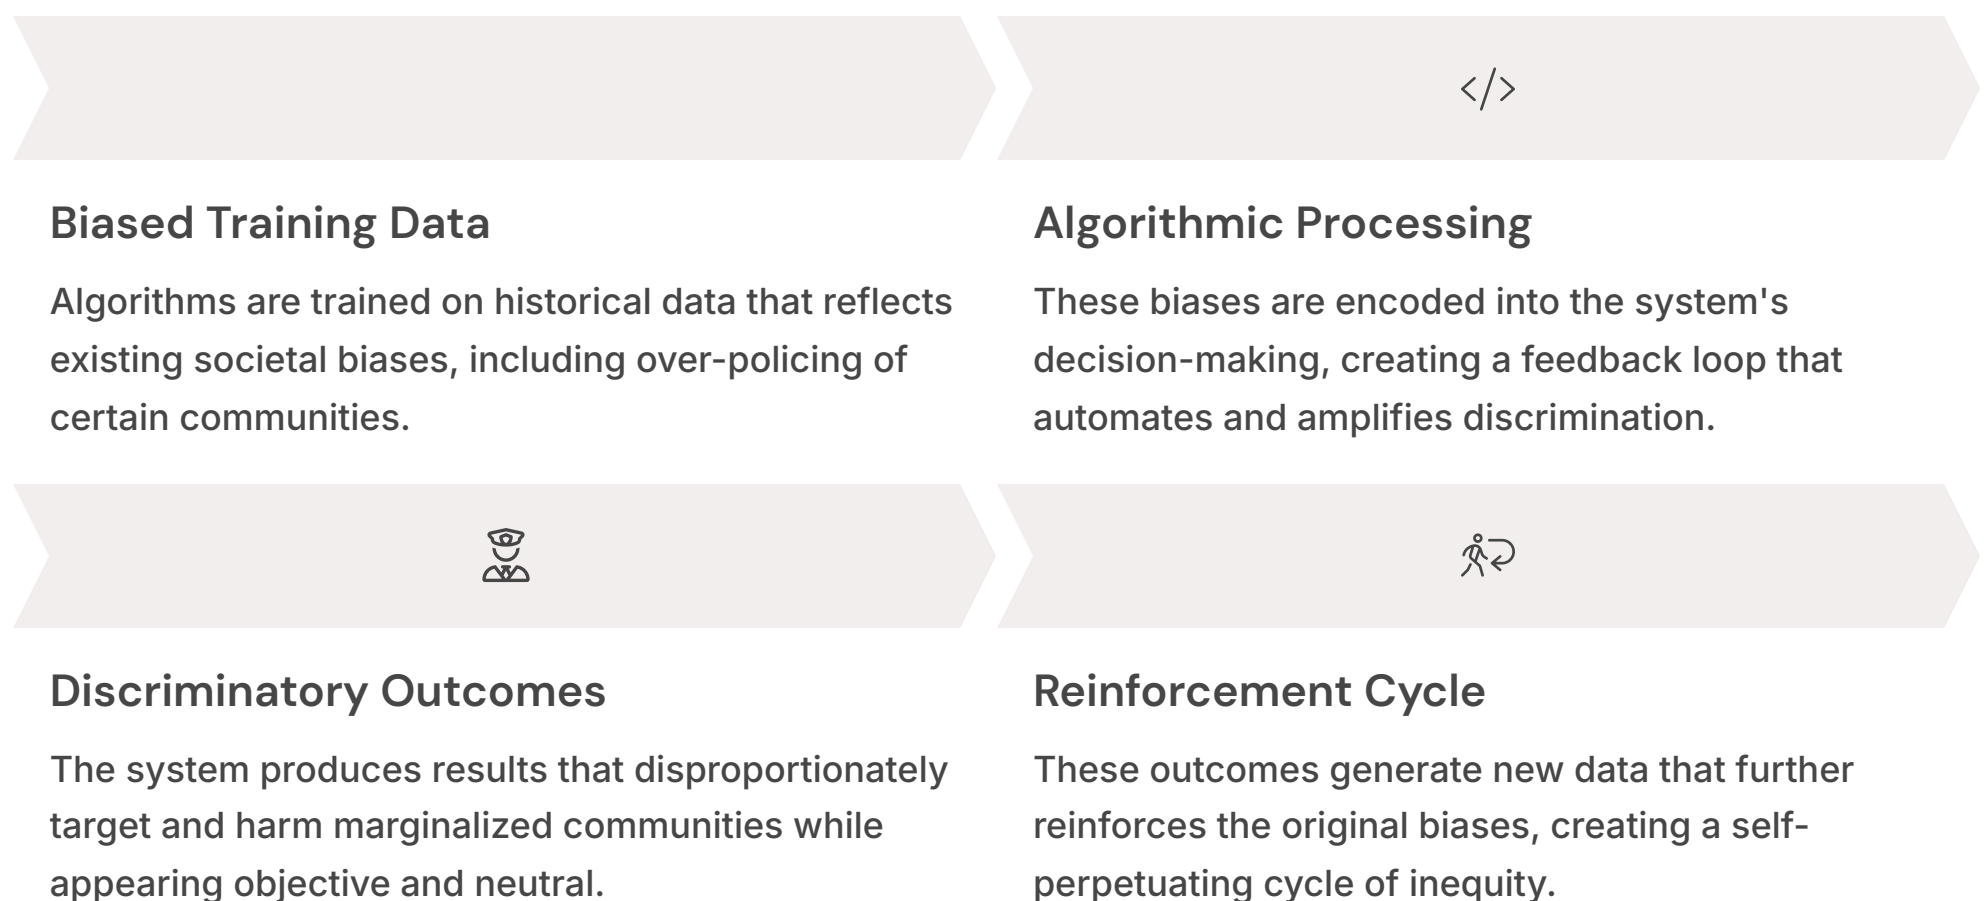 Biased Training Data
Algorithms are trained on historical data that reflects
existing societal biases, including over-policing of
certain communities.
Algorithmic Processing
These biases are encoded into the system's
decision-making, creating a feedback loop that
automates and amplifies discrimination.
Discriminatory Outcomes
The system produces results that disproportionately
target and harm marginalized communities while
appearing objective and neutral.
Reinforcement Cycle
These outcomes generate new data that further
reinforces the original biases, creating a self-
perpetuating cycle of inequity.